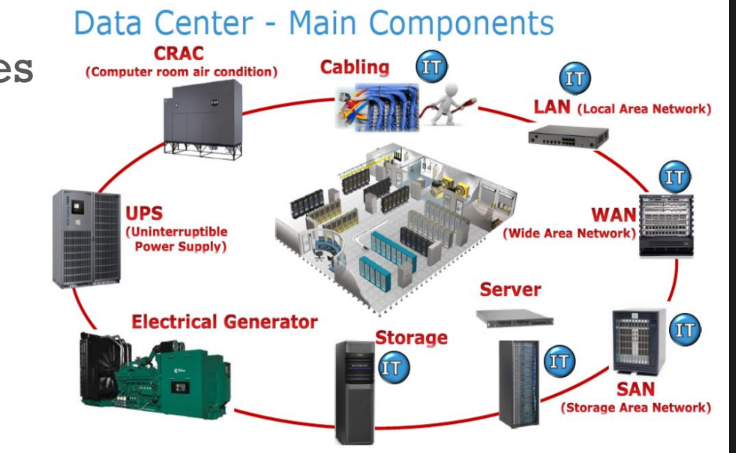 Data Center - Main Components
es
CRAC
(Computer room air condition)
Cabling
IT
IT
LAN (Local Area Network)
UPS
(Uninterruptible
Power Supply)
IT
WAN
(Wide Area Network)
Server
Electrical Generator
Storage
IT
IT
IT
SAN
(Storage Area Network)